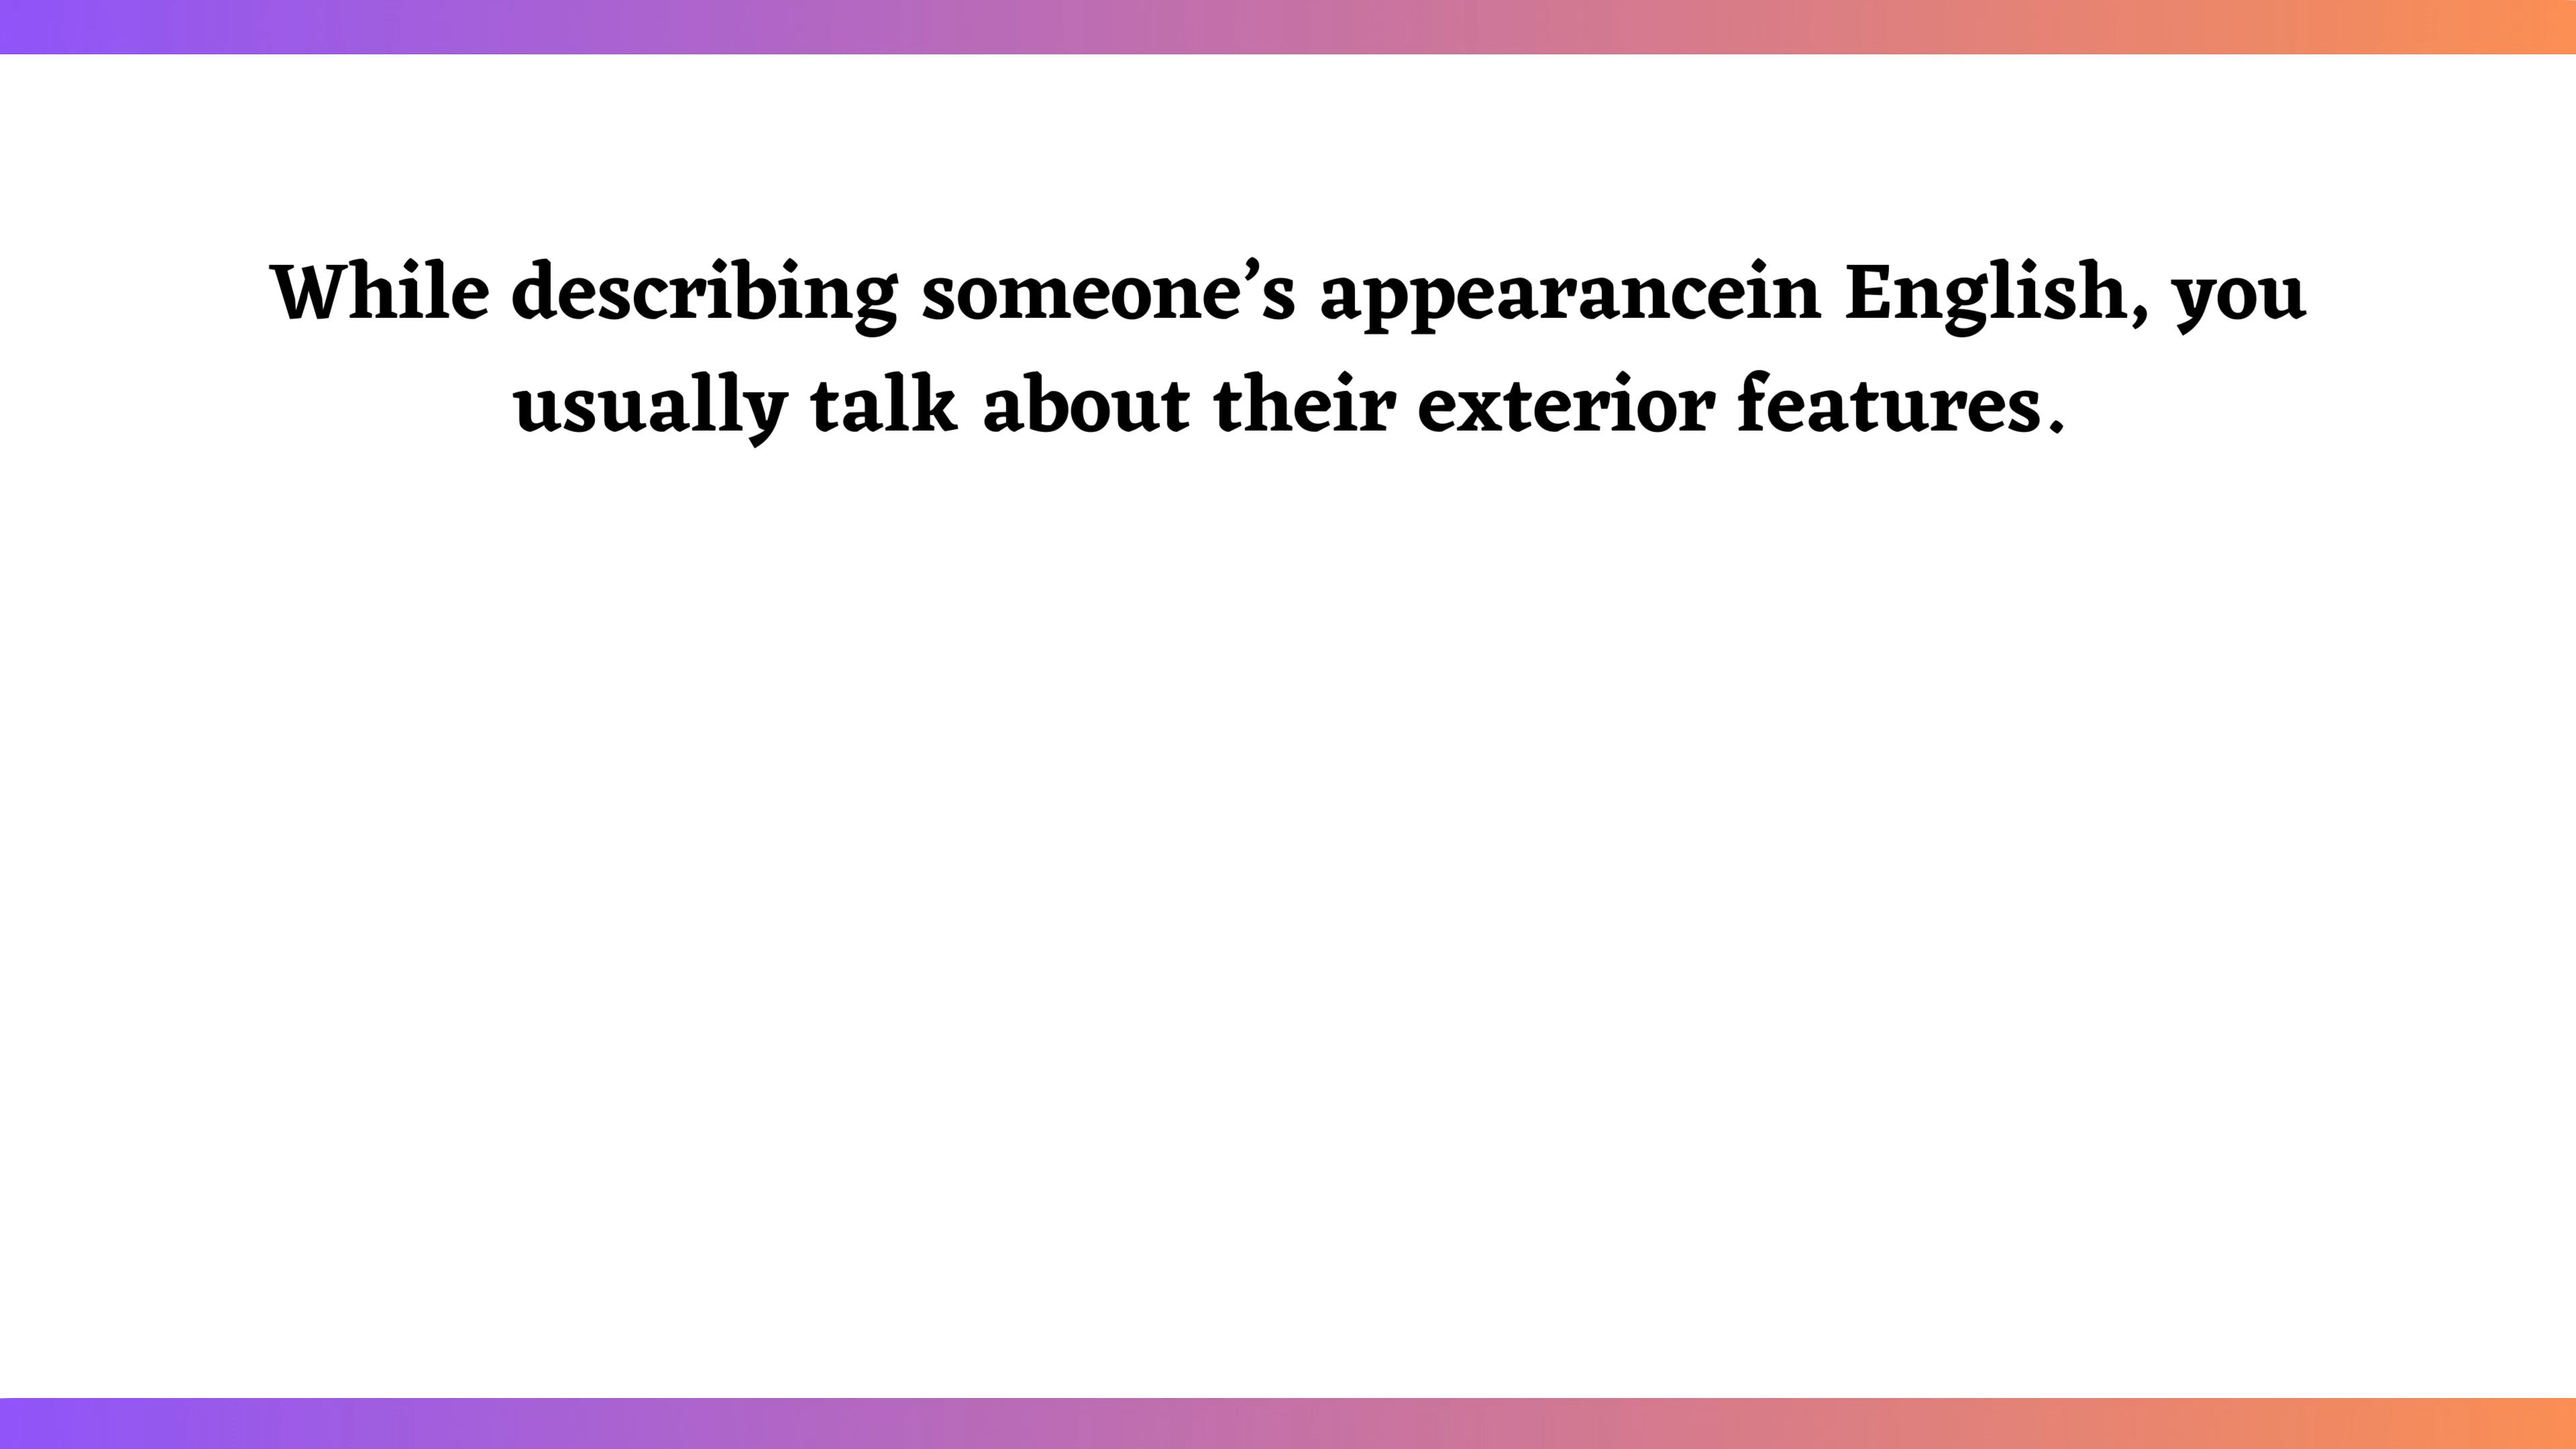 While describing someone’s appearancein English, you
usually talk about their exterior features.